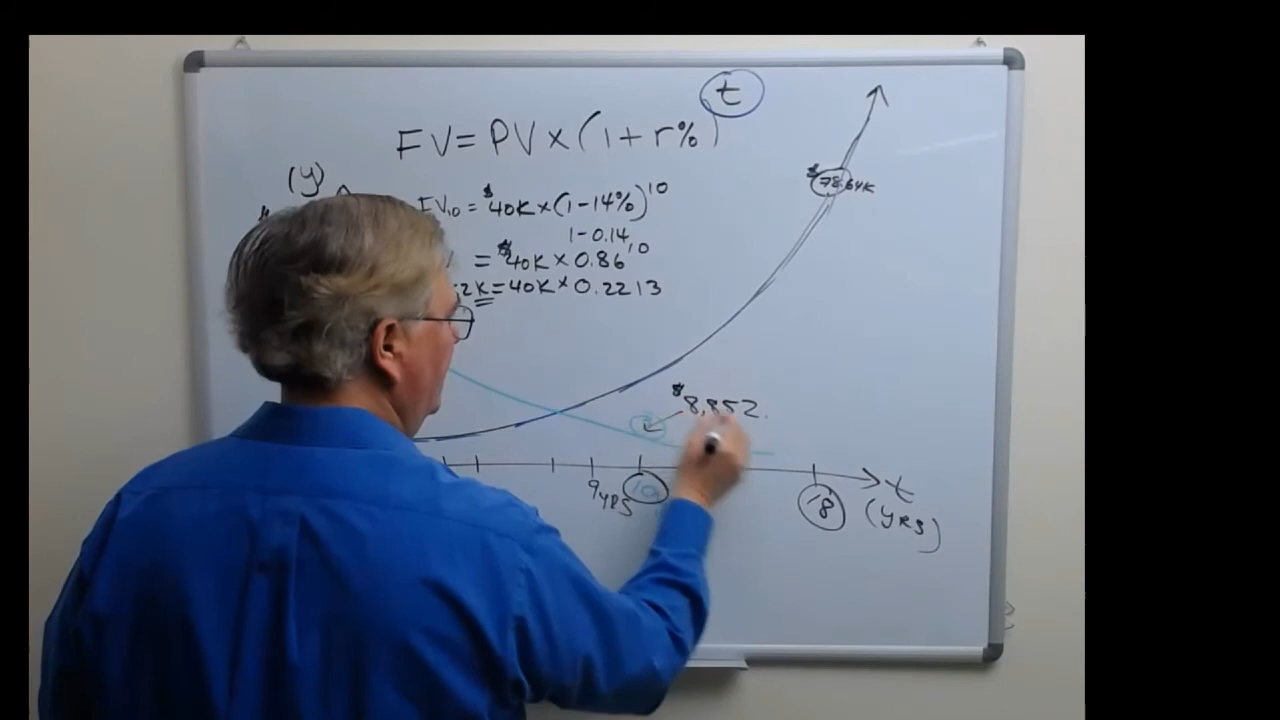 t
FV = PV × (1 + r%)
(y)
$78.64K
FV₁₀ = $40K × (1 - 14%)¹⁰
1 - 0.14
= $40K × 0.86¹⁰
2K = 40K × 0.2213
$8,852.
9 YRS
10
18
t
(YRS)